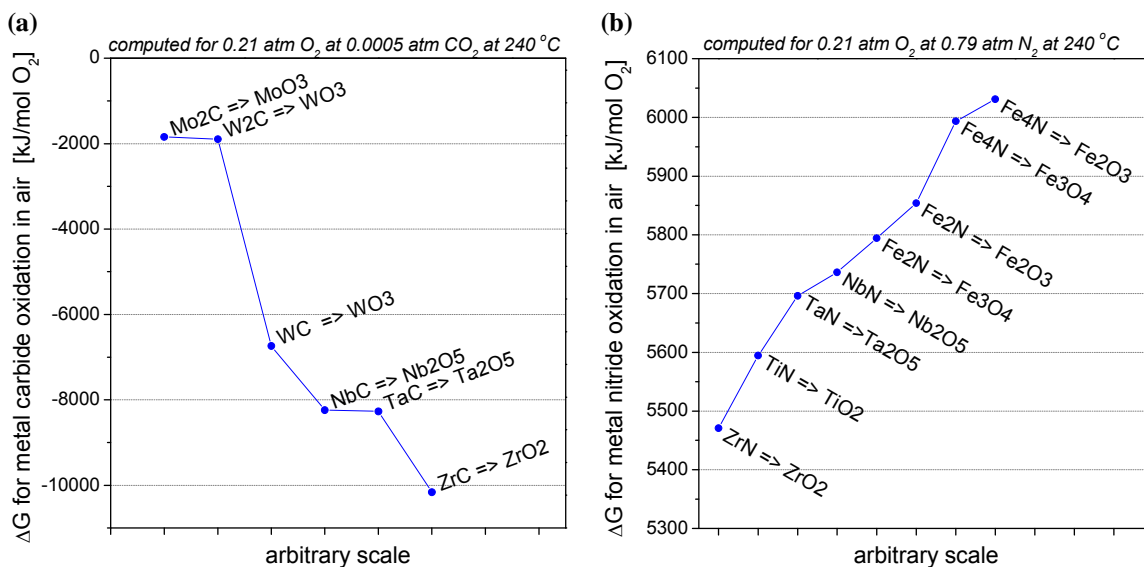 (a)
computed for 0.21 atm O2 at 0.0005 atm CO2 at 240 °C
ΔG for metal carbide oxidation in air [kJ/mol O2]
0
-2000
-4000
-6000
-8000
-10000
Mo2C => MoO3
W2C => WO3
WC => WO3
NbC => Nb2O5
TaC => Ta2O5
ZrC => ZrO2
arbitrary scale
(b)
computed for 0.21 atm O2 at 0.79 atm N2 at 240 °C
ΔG for metal nitride oxidation in air [kJ/mol O2]
6100
6000
5900
5800
5700
5600
5500
5400
5300
Fe4N => Fe2O3
Fe4N => Fe3O4
Fe2N => Fe2O3
Fe2N => Fe3O4
NbN => Nb2O5
TaN =>Ta2O5
TiN => TiO2
ZrN => ZrO2
arbitrary scale